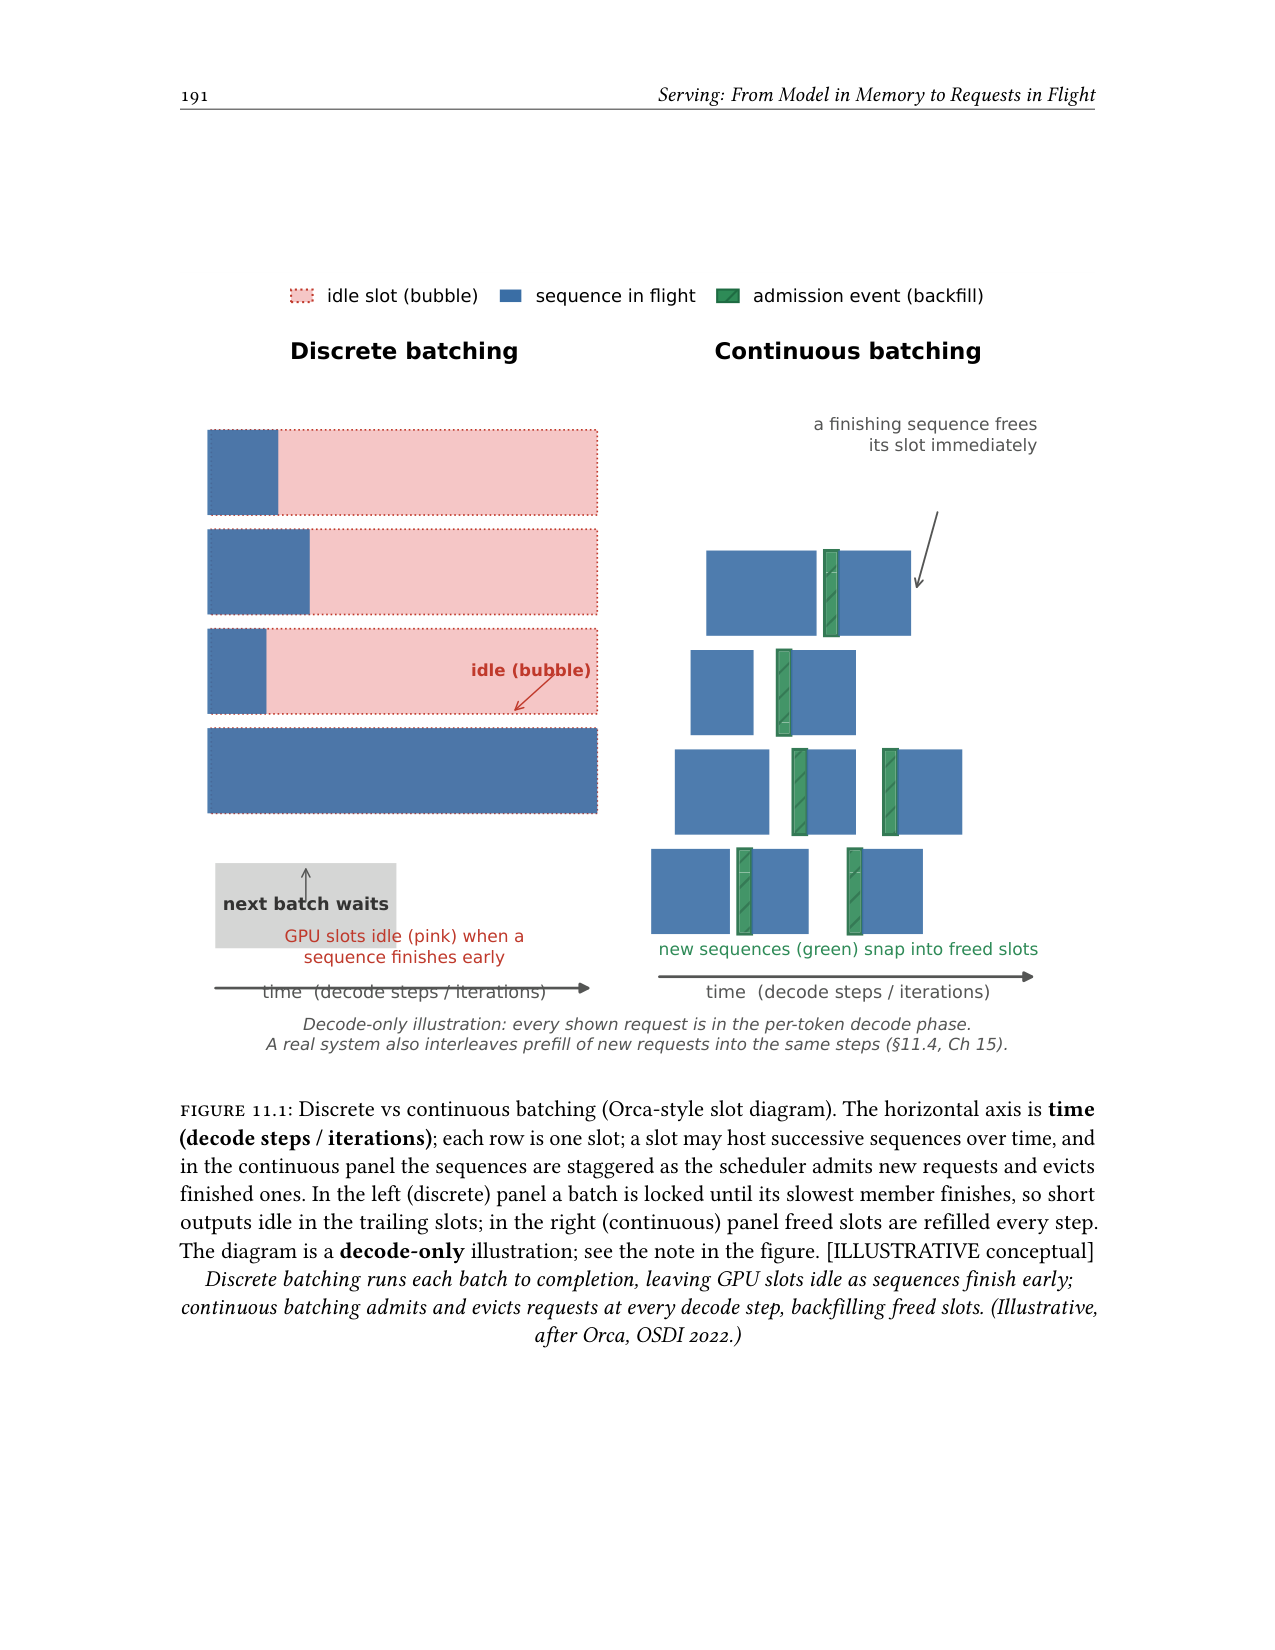 191 Serving: From Model in Memory to Requests in Flight
idle slot (bubble) sequence in flight admission event (backfill)
Discrete batching
Continuous batching
a finishing sequence frees
its slot immediately
idle (bubble)
next batch waits
GPU slots idle (pink) when a
sequence finishes early
time (decode steps / iterations)
new sequences (green) snap into freed slots
time (decode steps / iterations)
Decode-only illustration: every shown request is in the per-token decode phase.
A real system also interleaves prefill of new requests into the same steps (§11.4, Ch 15).
FIGURE 11.1: Discrete vs continuous batching (Orca-style slot diagram). The horizontal axis is time
(decode steps / iterations); each row is one slot; a slot may host successive sequences over time, and
in the continuous panel the sequences are staggered as the scheduler admits new requests and evicts
finished ones. In the left (discrete) panel a batch is locked until its slowest member finishes, so short
outputs idle in the trailing slots; in the right (continuous) panel freed slots are refilled every step.
The diagram is a decode-only illustration; see the note in the figure. [ILLUSTRATIVE conceptual]
Discrete batching runs each batch to completion, leaving GPU slots idle as sequences finish early;
continuous batching admits and evicts requests at every decode step, backfilling freed slots. (Illustrative,
after Orca, OSDI 2022.)